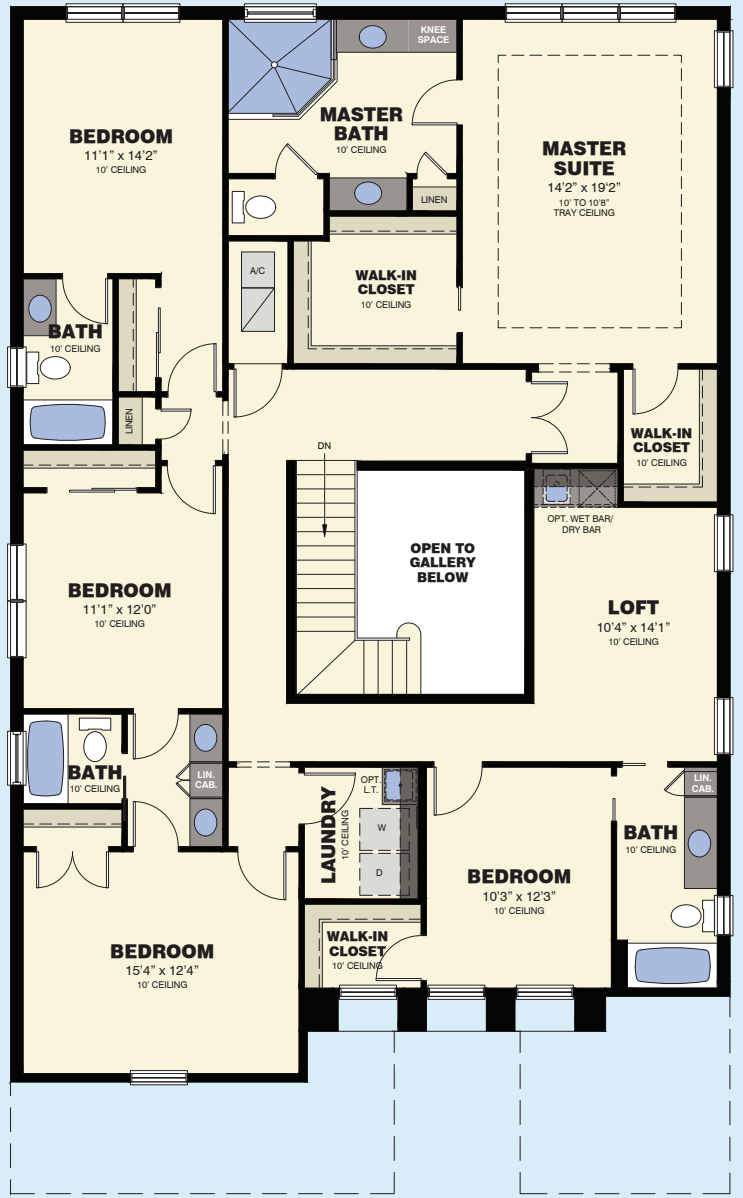 KNEE
SPACE
BEDROOM
11'1" x 14'2"
10' CEILING
MASTER
BATH
10' CEILING
MASTER
SUITE
14'2" x 19'2"
10' TO 10'8"
TRAY CEILING
LINEN
A/C
WALK-IN
CLOSET
10' CEILING
BATH
10' CEILING
LINEN
DN
WALK-IN
CLOSET
10' CEILING
OPT. WET BAR/
DRY BAR
OPEN TO
GALLERY
BELOW
BEDROOM
11'1" x 12'0"
10' CEILING
LOFT
10'4" x 14'1"
10' CEILING
BATH
10' CEILING
LIN.
CAB.
OPT.
L.T.
LAUNDRY
10' CEILING
W
D
LIN.
CAB.
BATH
10' CEILING
BEDROOM
10'3" x 12'3"
10' CEILING
WALK-IN
CLOSET
10' CEILING
BEDROOM
15'4" x 12'4"
10' CEILING